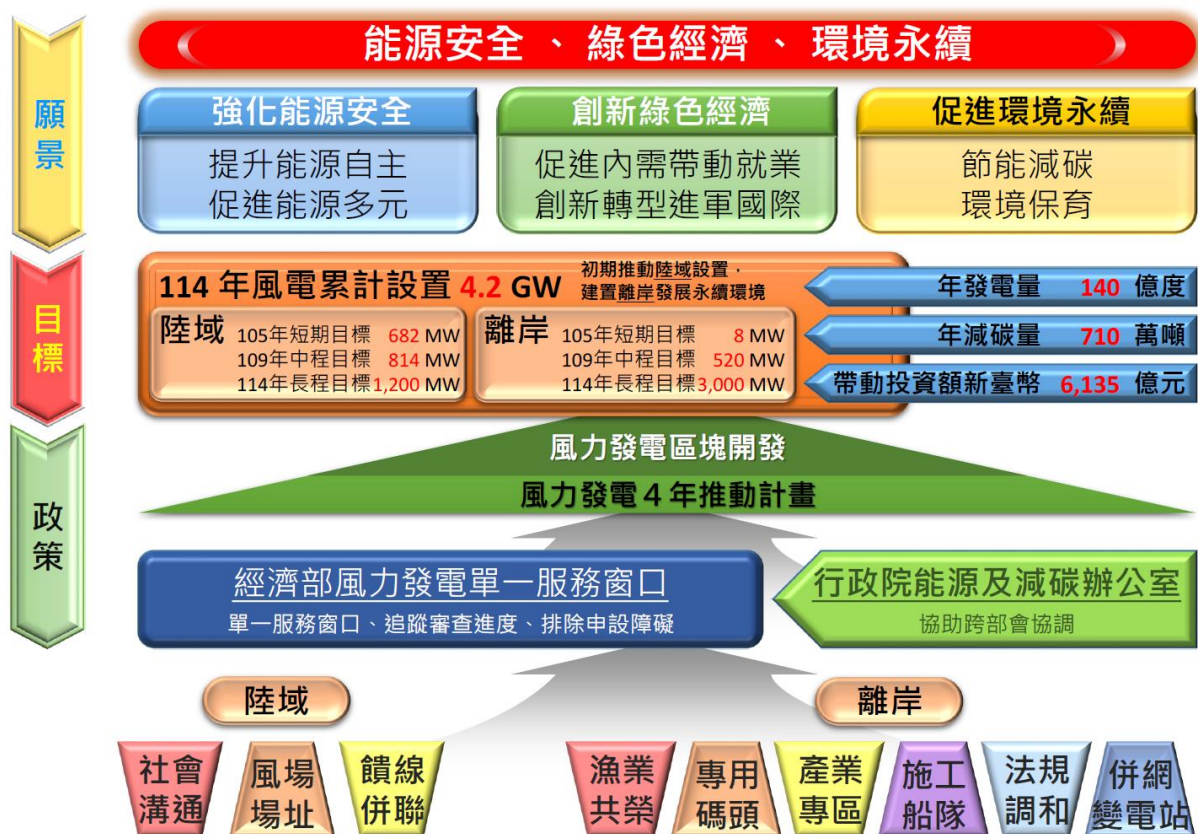 能源安全 、 綠色經濟 、 環境永續
願景
強化能源安全
提升能源自主
促進能源多元
創新綠色經濟
促進內需帶動就業
創新轉型進軍國際
促進環境永續
節能減碳
環境保育
目標
114 年風電累計設置 4.2 GW
初期推動陸域設置，
建置離岸發展永續環境
陸域
105年短期目標 682 MW
109年中程目標 814 MW
114年長程目標1,200 MW
離岸
105年短期目標 8 MW
109年中程目標 520 MW
114年長程目標3,000 MW
年發電量 140 億度
年減碳量 710 萬噸
帶動投資額新臺幣 6,135 億元
政策
風力發電區塊開發
風力發電 4 年推動計畫
經濟部風力發電單一服務窗口
單一服務窗口、追蹤審查進度、排除申設障礙
行政院能源及減碳辦公室
協助跨部會協調
陸域
社會
溝通
風場
場址
饋線
併聯
離岸
漁業
共榮
專用
碼頭
產業
專區
施工
船隊
法規
調和
併網
變電站